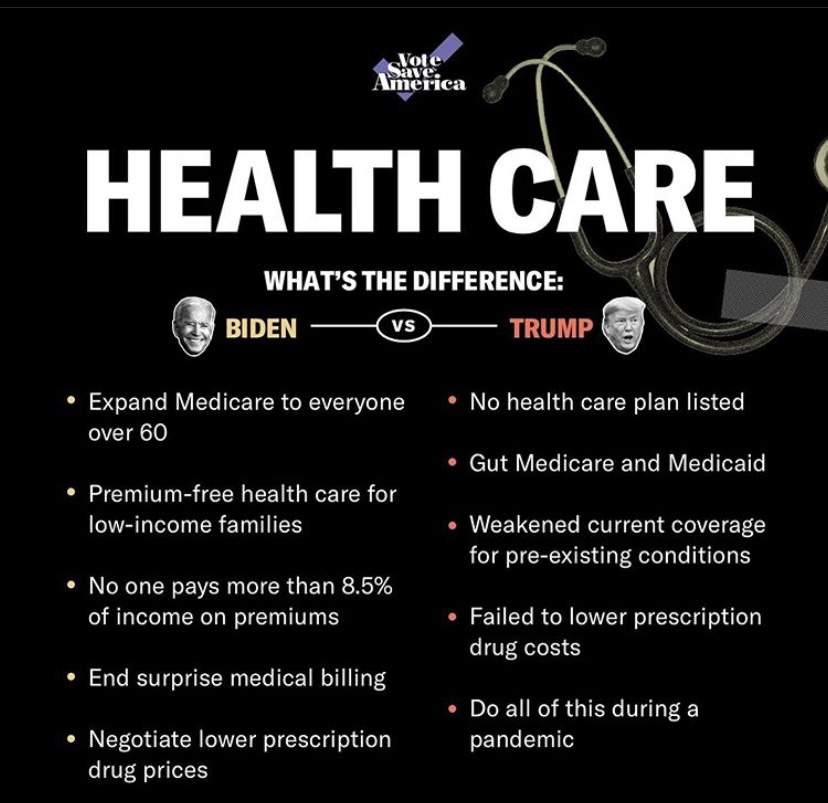 Vote
Save
America
HEALTH CARE
WHAT'S THE DIFFERENCE:
BIDEN VS TRUMP
• Expand Medicare to everyone
over 60
• Premium-free health care for
low-income families
• No one pays more than 8.5%
of income on premiums
• End surprise medical billing
• Negotiate lower prescription
drug prices
• No health care plan listed
• Gut Medicare and Medicaid
• Weakened current coverage
for pre-existing conditions
• Failed to lower prescription
drug costs
• Do all of this during a
pandemic